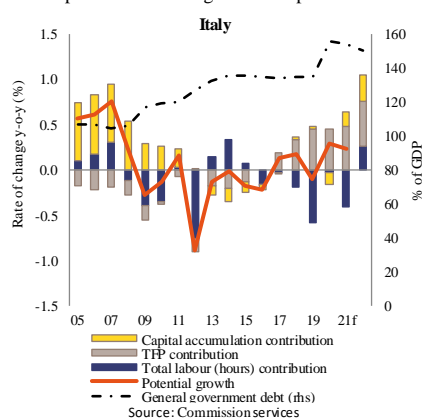 Italy
Rate of change y-o-y (%)
1.5
1.0
0.5
0.0
-0.5
-1.0
-1.5
160
140
120
100
80
60
40
20
0
% of GDP
05 07 09 11 13 15 17 19 21f
Capital accumulation contribution
TFP contribution
Total labour (hours) contribution
Potential growth
General government debt (rhs)
Source: Commission services